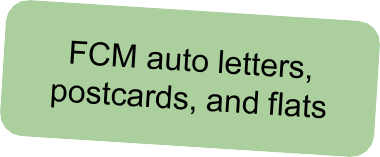 FCM auto letters,
postcards, and flats